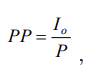 PP = I_o / P ,